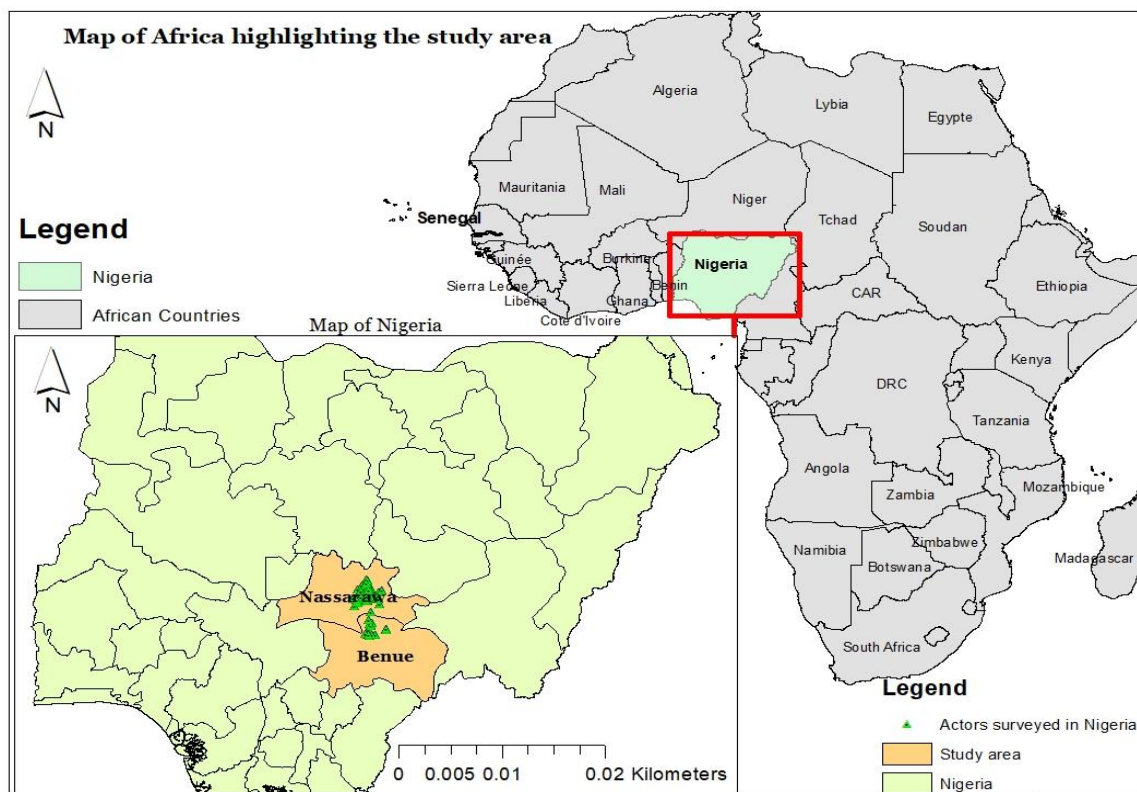 Map of Africa highlighting the study area
N
Legend
Nigeria
African Countries
Algeria
Lybia
Egypte
Mauritania
Mali
Niger
Tchad
Soudan
Senegal
Guinée
Burkina
Nigeria
Sierra Leone
Liberia
Ghana
Benin
Cote d'Ivoire
CAR
Ethiopia
Kenya
DRC
Tanzania
Angola
Zambia
Mozambique
Namibia
Zimbabwe
Botswana
Madagascar
South Africa
Map of Nigeria
N
Nassarawa
Benue
0 0.005 0.01 0.02 Kilometers
Legend
Actors surveyed in Nigeria
Study area
Nigeria